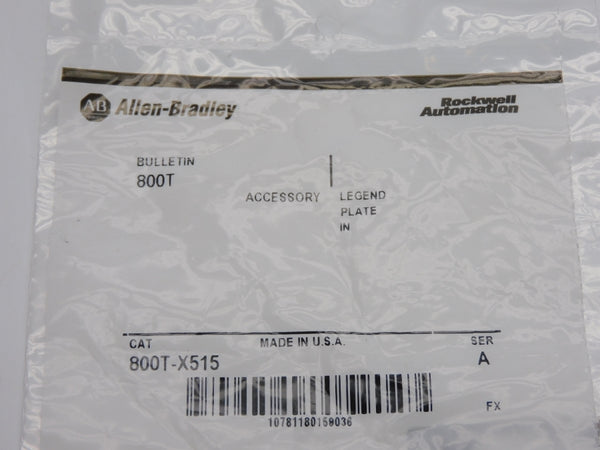 AB Allen-Bradley
Rockwell
Automation
BULLETIN
800T
ACCESSORY LEGEND
PLATE
IN
CAT MADE IN U.S.A. SER
800T-X515 A
10781180159036
FX